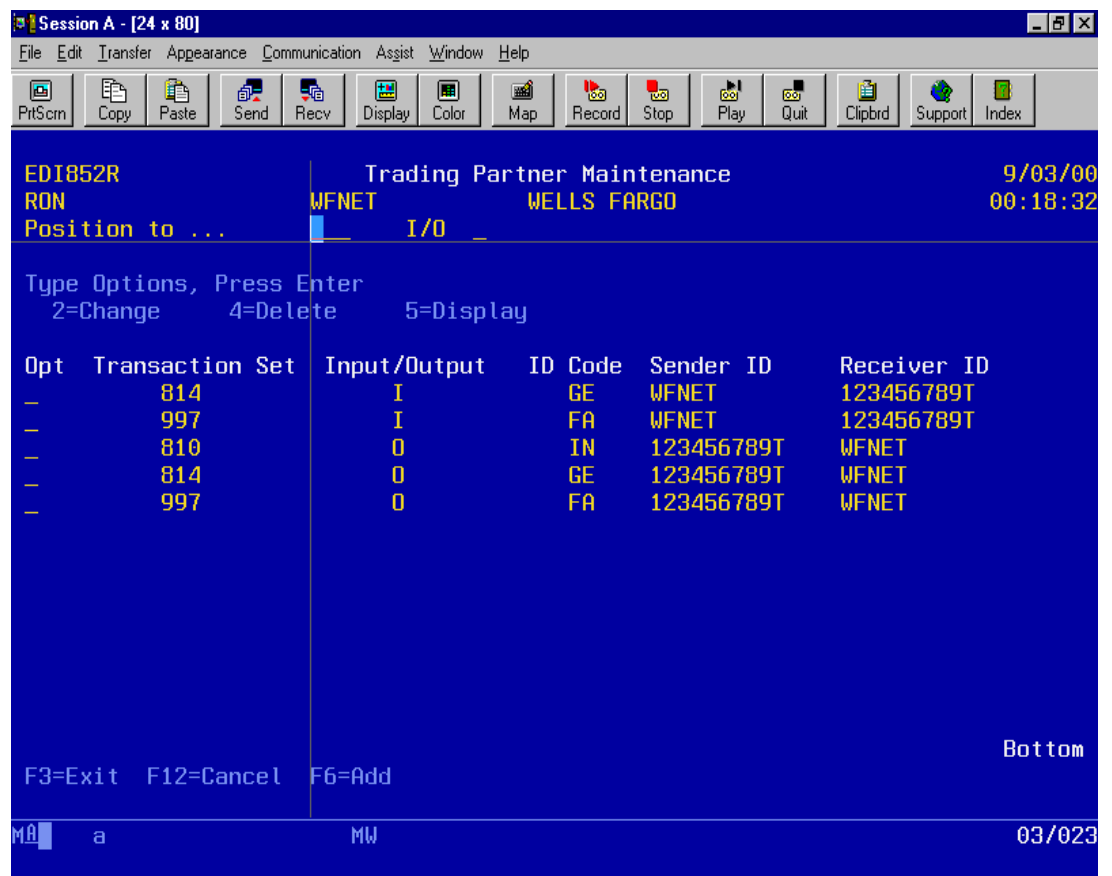 Session A - [24 x 80]
File Edit Transfer Appearance Communication Assist Window Help
PrtScrn Copy Paste Send Recv Display Color Map Record Stop Play Quit Clipbrd Support Index
EDI852R Trading Partner Maintenance 9/03/00
RON WFNET WELLS FARGO 00:18:32
Position to ... ___ I/O _
Type Options, Press Enter
2=Change 4=Delete 5=Display
Opt Transaction Set Input/Output ID Code Sender ID Receiver ID
_ 814 I GE WFNET 123456789T
_ 997 I FA WFNET 123456789T
_ 810 O IN 123456789T WFNET
_ 814 O GE 123456789T WFNET
_ 997 O FA 123456789T WFNET
Bottom
F3=Exit F12=Cancel F6=Add
MA a MW 03/023